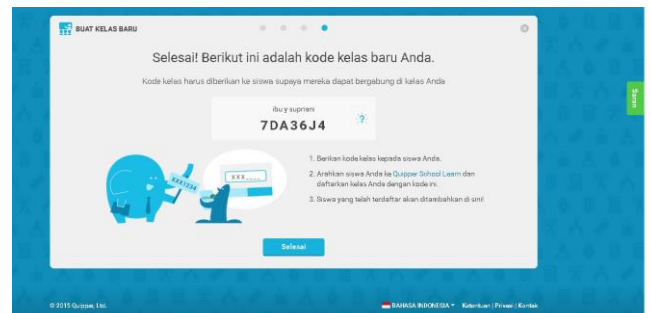 BUAT KELAS BARU
Selesai! Berikut ini adalah kode kelas baru Anda.
Kode kelas harus diberikan ke siswa supaya mereka dapat bergabung di kelas Anda
ibu y supriani
7DA36J4
?
XXX1234
XXX____
1. Berikan kode kelas kepada siswa Anda.
2. Arahkan siswa Anda ke Quipper School Learn dan
daftarkan kelas Anda dengan kode ini.
3. Siswa yang telah terdaftar akan ditambahkan di sini!
Selesai
Saran
© 2015 Quipper, Ltd.
BAHASA INDONESIA
Ketentuan | Privasi | Kontak